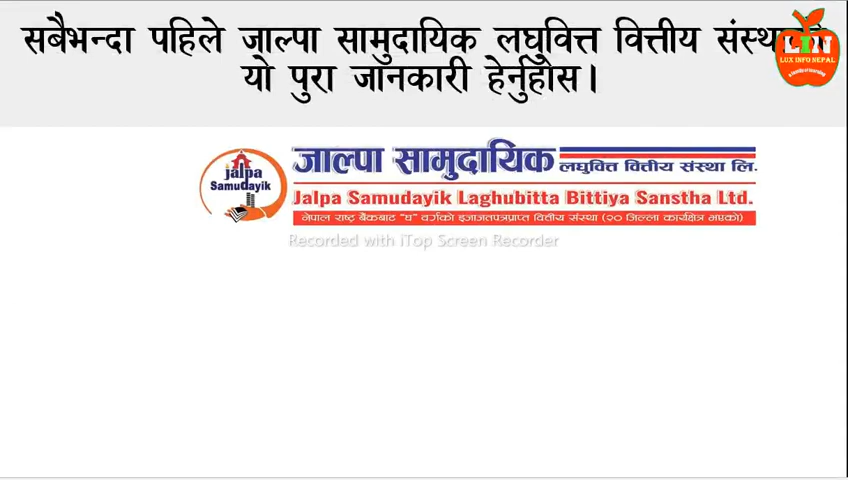 सबैभन्दा पहिले जाल्पा सामुदायिक लघुवित्त वित्तीय
यो पुरा जानकारी हेर्नुहोस।
LIN
LUX INFO NEPAL
jalpa
Samudayik
जाल्पा सामुदायिक लघुवित्त वित्तीय संस्था लि.
Jalpa Samudayik Laghubitta Bittiya Sanstha Ltd.
नेपाल राष्ट्र बैंकबाट "घ" वर्गको इजाजतपत्रप्राप्त वित्तीय संस्था (२० जिल्ला कार्यक्षेत्र भएको)
Recorded with iTop Screen Recorder